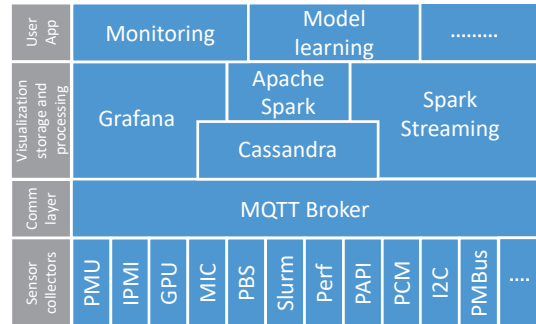 User
App
Monitoring
Model
learning
.........
Visualization
storage and
processing
Grafana
Apache
Spark
Spark
Streaming
Cassandra
Comm
layer
MQTT Broker
Sensor
collectors
PMU
IPMI
GPU
MIC
PBS
Slurm
Perf
PAPI
PCM
I2C
PMBus
....